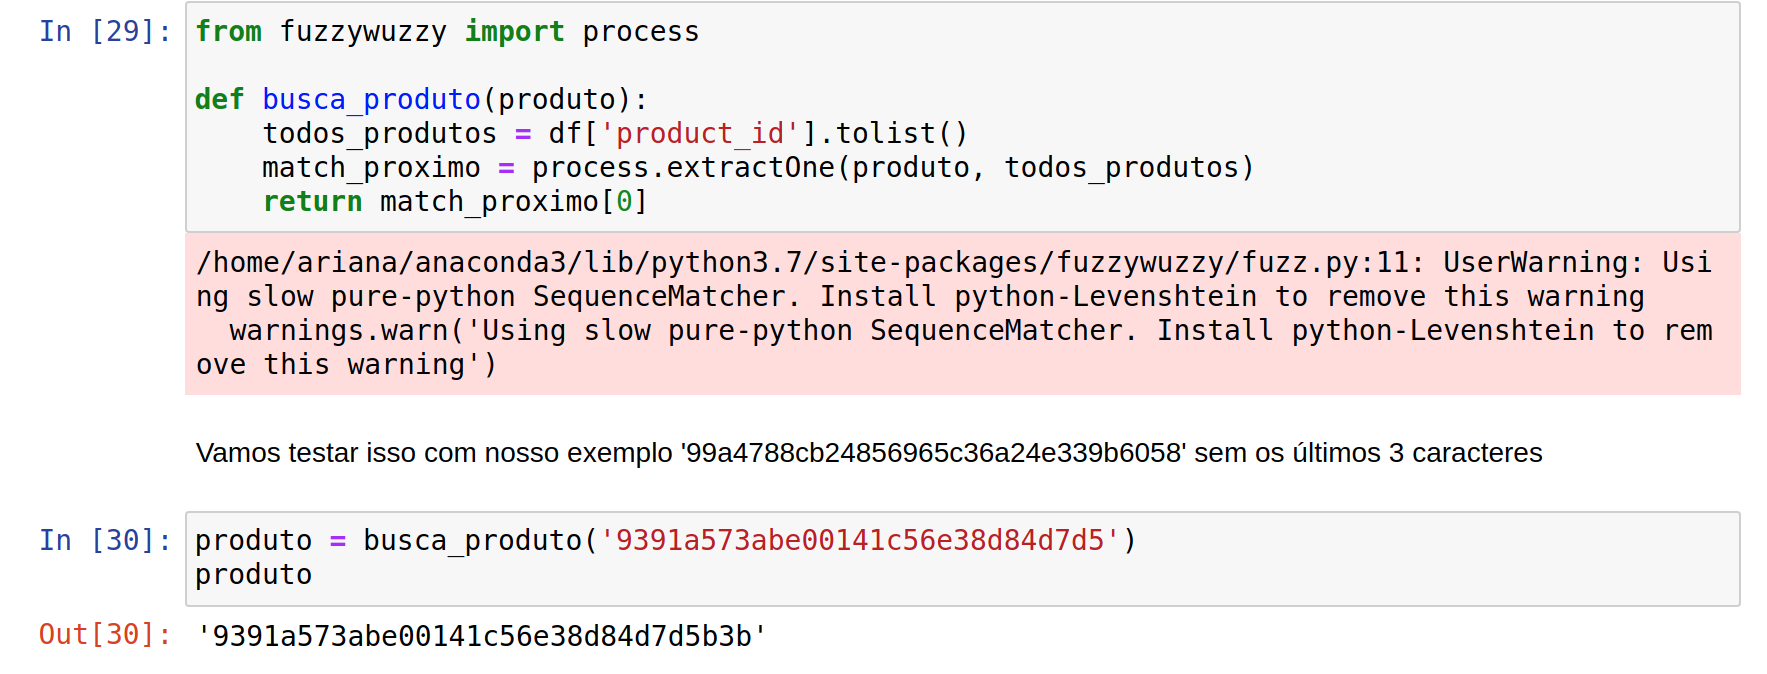 In [29]: from fuzzywuzzy import process
def busca_produto(produto):
    todos_produtos = df['product_id'].tolist()
    match_proximo = process.extractOne(produto, todos_produtos)
    return match_proximo[0]
/home/ariana/anaconda3/lib/python3.7/site-packages/fuzzywuzzy/fuzz.py:11: UserWarning: Usi
ng slow pure-python SequenceMatcher. Install python-Levenshtein to remove this warning
  warnings.warn('Using slow pure-python SequenceMatcher. Install python-Levenshtein to rem
ove this warning')
Vamos testar isso com nosso exemplo '99a4788cb24856965c36a24e339b6058' sem os últimos 3 caracteres
In [30]: produto = busca_produto('9391a573abe00141c56e38d84d7d5')
produto
Out[30]: '9391a573abe00141c56e38d84d7d5b3b'